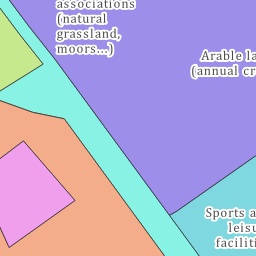 associations
(natural
grassland,
moors...)
Arable la
(annual cr
Sports a
leisu
faciliti